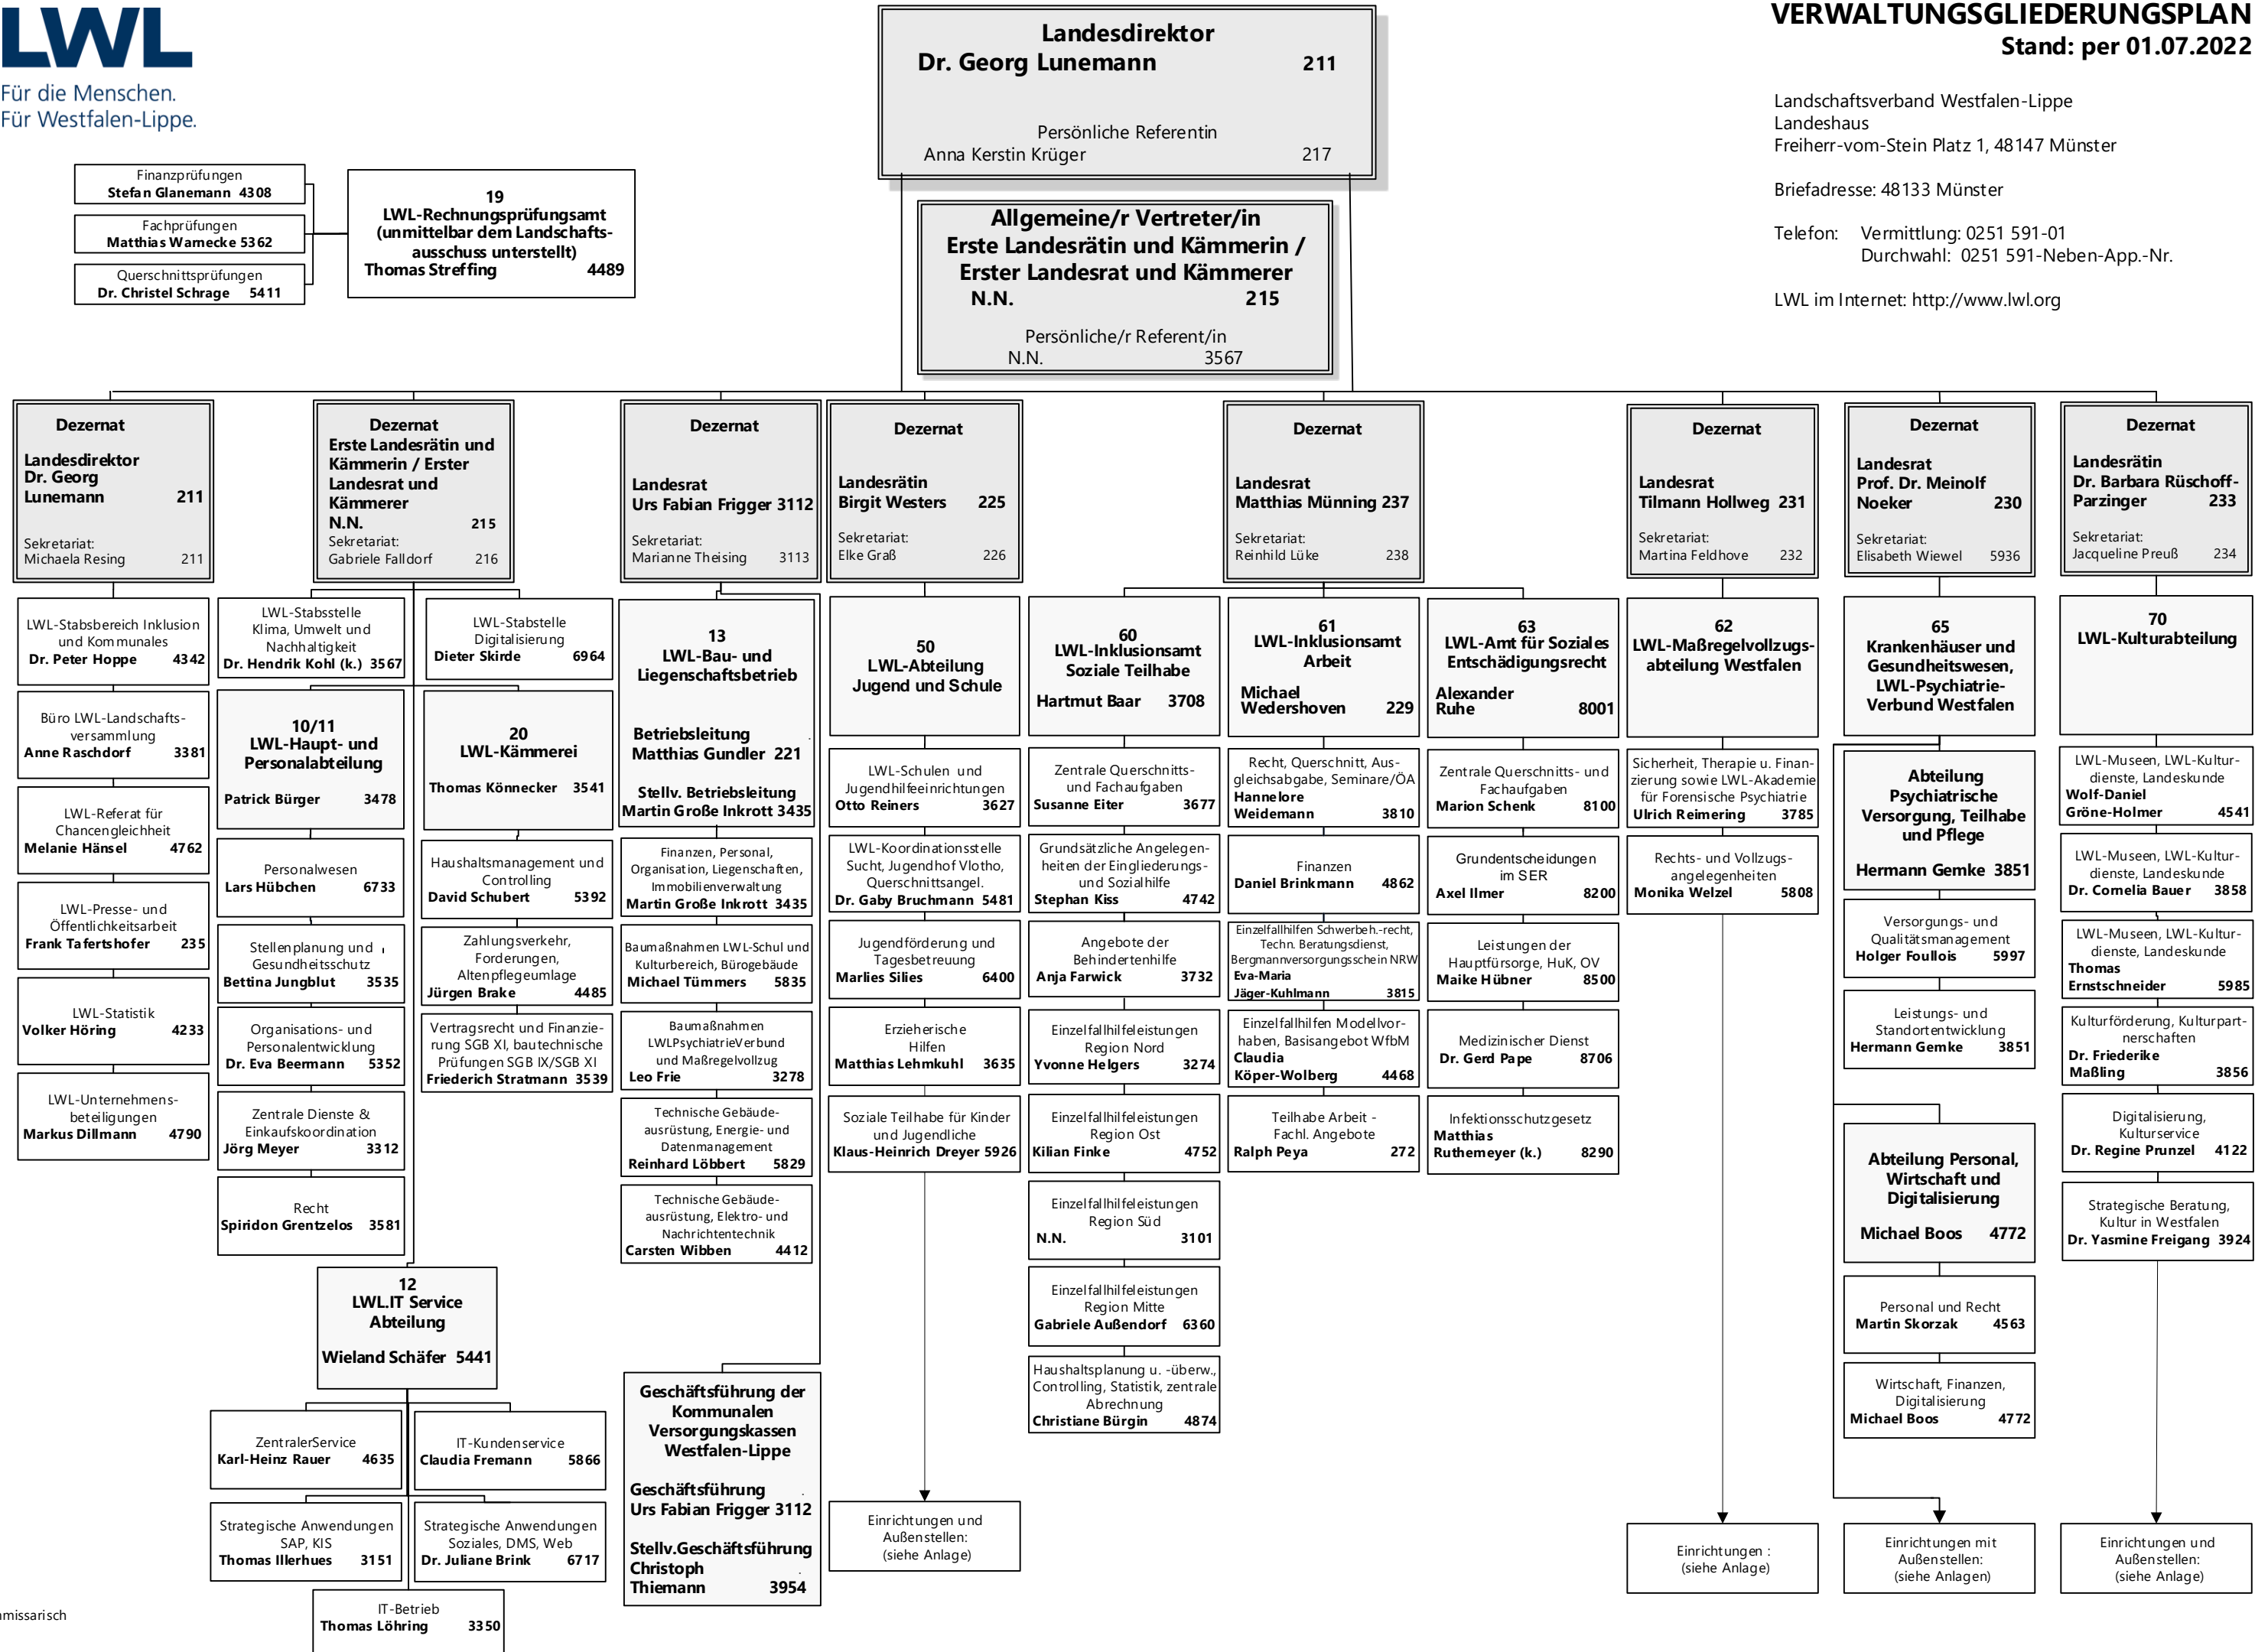 LWL
Für die Menschen.
Für Westfalen-Lippe.
VERWALTUNGSGLIEDERUNGSPLAN
Stand: per 01.07.2022
Landschaftsverband Westfalen-Lippe
Landeshaus
Freiherr-vom-Stein Platz 1, 48147 Münster
Briefadresse: 48133 Münster
Telefon: Vermittlung: 0251 591-01
Durchwahl: 0251 591-Neben-App.-Nr.
LWL im Internet: http://www.lwl.org
Landesdirektor
Dr. Georg Lunemann 211
Persönliche Referentin
Anna Kerstin Krüger 217
Allgemeine/r Vertreter/in
Erste Landesrätin und Kämmerin /
Erster Landesrat und Kämmerer
N.N. 215
Persönliche/r Referent/in
N.N. 3567
Finanzprüfungen
Stefan Glanemann 4308
Fachprüfungen
Matthias Warnecke 5362
Querschnittsprüfungen
Dr. Christel Schrage 5411
19
LWL-Rechnungsprüfungsamt
(unmittelbar dem Landschafts-
ausschuss unterstellt)
Thomas Streffing 4489
Dezernat
Landesdirektor
Dr. Georg
Lunemann 211
Sekretariat:
Michaela Resing 211
LWL-Stabsbereich Inklusion
und Kommunales
Dr. Peter Hoppe 4342
Büro LWL-Landschafts-
versammlung
Anne Raschdorf 3381
LWL-Referat für
Chancengleichheit
Melanie Hänsel 4762
LWL-Presse- und
Öffentlichkeitsarbeit
Frank Tafertshofer 235
LWL-Statistik
Volker Höring 4233
LWL-Unternehmens-
beteiligungen
Markus Dillmann 4790
Dezernat
Erste Landesrätin und
Kämmerin / Erster
Landesrat und
Kämmerer
N.N. 215
Sekretariat:
Gabriele Falldorf 216
LWL-Stabsstelle
Klima, Umwelt und
Nachhaltigkeit
Dr. Hendrik Kohl (k.) 3567
LWL-Stabstelle
Digitalisierung
Dieter Skirde 6964
10/11
LWL-Haupt- und
Personalabteilung
Patrick Bürger 3478
Personalwesen
Lars Hübchen 6733
Stellenplanung und
Gesundheitsschutz
Bettina Jungblut 3535
Organisations- und
Personalentwicklung
Dr. Eva Beermann 5352
Zentrale Dienste &
Einkaufskoordination
Jörg Meyer 3312
Recht
Spiridon Grentzelos 3581
20
LWL-Kämmerei
Thomas Könnecker 3541
Haushaltsmanagement und
Controlling
David Schubert 5392
Zahlungsverkehr,
Forderungen,
Altenpflegeumlage
Jürgen Brake 4485
Vertragsrecht und Finanzie-
rung SGB XI, bautechnische
Prüfungen SGB IX/SGB XI
Friederich Stratmann 3539
12
LWL.IT Service
Abteilung
Wieland Schäfer 5441
ZentralerService
Karl-Heinz Rauer 4635
IT-Kundenservice
Claudia Fremann 5866
Strategische Anwendungen
SAP, KIS
Thomas Illerhues 3151
Strategische Anwendungen
Soziales, DMS, Web
Dr. Juliane Brink 6717
IT-Betrieb
Thomas Löhring 3350
Dezernat
Landesrat
Urs Fabian Frigger 3112
Sekretariat:
Marianne Theising 3113
13
LWL-Bau- und
Liegenschaftsbetrieb
Betriebsleitung
Matthias Gundler 221
Stellv. Betriebsleitung
Martin Große Inkrott 3435
Finanzen, Personal,
Organisation, Liegenschaften,
Immobilienverwaltung
Martin Große Inkrott 3435
Baumaßnahmen LWL-Schul und
Kulturbereich, Bürogebäude
Michael Tümmers 5835
Baumaßnahmen
LWLPsychiatrieVerbund
und Maßregelvollzug
Leo Frie 3278
Technische Gebäude-
ausrüstung, Energie- und
Datenmanagement
Reinhard Löbbert 5829
Technische Gebäude-
ausrüstung, Elektro- und
Nachrichtentechnik
Carsten Wibben 4412
Geschäftsführung der
Kommunalen
Versorgungskassen
Westfalen-Lippe
Geschäftsführung
Urs Fabian Frigger 3112
Stellv.Geschäftsführung
Christoph
Thiemann 3954
Dezernat
Landesrätin
Birgit Westers 225
Sekretariat:
Elke Graß 226
50
LWL-Abteilung
Jugend und Schule
LWL-Schulen und
Jugendhilfeeinrichtungen
Otto Reiners 3627
LWL-Koordinationsstelle
Sucht, Jugendhof Vlotho,
Querschnittsangel.
Dr. Gaby Bruchmann 5481
Jugendförderung und
Tagesbetreuung
Marlies Silies 6400
Erzieherische
Hilfen
Matthias Lehmkuhl 3635
Soziale Teilhabe für Kinder
und Jugendliche
Klaus-Heinrich Dreyer 5926
Einrichtungen und
Außenstellen:
(siehe Anlage)
Dezernat
Landesrat
Matthias Münning 237
Sekretariat:
Reinhild Lüke 238
60
LWL-Inklusionsamt
Soziale Teilhabe
Hartmut Baar 3708
Zentrale Querschnitts-
und Fachaufgaben
Susanne Eiter 3677
Grundsätzliche Angelegen-
heiten der Eingliederungs-
und Sozialhilfe
Stephan Kiss 4742
Angebote der
Behindertenhilfe
Anja Farwick 3732
Einzelfallhilfeleistungen
Region Nord
Yvonne Helgers 3274
Einzelfallhilfeleistungen
Region Ost
Kilian Finke 4752
Einzelfallhilfeleistungen
Region Süd
N.N. 3101
Einzelfallhilfeleistungen
Region Mitte
Gabriele Außendorf 6360
Haushaltsplanung u. -überw.,
Controlling, Statistik, zentrale
Abrechnung
Christiane Bürgin 4874
61
LWL-Inklusionsamt
Arbeit
Michael
Wedershoven 229
Recht, Querschnitt, Aus-
gleichsabgabe, Seminare/ÖA
Hannelore
Weidemann 3810
Finanzen
Daniel Brinkmann 4862
Einzelfallhilfen Schwerbeh.-recht,
Techn. Beratungsdienst,
Bergmannversorgungsschein NRW
Eva-Maria
Jäger-Kuhlmann 3815
Einzelfallhilfen Modellvor-
haben, Basisangebot WfbM
Claudia
Köper-Wolberg 4468
Teilhabe Arbeit -
Fachl. Angebote
Ralph Peya 272
63
LWL-Amt für Soziales
Entschädigungsrecht
Alexander
Ruhe 8001
Zentrale Querschnitts- und
Fachaufgaben
Marion Schenk 8100
Grundentscheidungen
im SER
Axel Ilmer 8200
Leistungen der
Hauptfürsorge, HuK, OV
Maike Hübner 8500
Medizinischer Dienst
Dr. Gerd Pape 8706
Infektionsschutzgesetz
Matthias
Ruthemeyer (k.) 8290
Dezernat
Landesrat
Tilmann Hollweg 231
Sekretariat:
Martina Feldhove 232
62
LWL-Maßregelvollzugs-
abteilung Westfalen
Sicherheit, Therapie u. Finan-
zierung sowie LWL-Akademie
für Forensische Psychiatrie
Ulrich Reimering 3785
Rechts- und Vollzugs-
angelegenheiten
Monika Welzel 5808
Einrichtungen :
(siehe Anlage)
Dezernat
Landesrat
Prof. Dr. Meinolf
Noeker 230
Sekretariat:
Elisabeth Wiewel 5936
65
Krankenhäuser und
Gesundheitswesen,
LWL-Psychiatrie-
Verbund Westfalen
Abteilung
Psychiatrische
Versorgung, Teilhabe
und Pflege
Hermann Gemke 3851
Versorgungs- und
Qualitätsmanagement
Holger Foullois 5997
Leistungs- und
Standortentwicklung
Hermann Gemke 3851
Abteilung Personal,
Wirtschaft und
Digitalisierung
Michael Boos 4772
Personal und Recht
Martin Skorzak 4563
Wirtschaft, Finanzen,
Digitalisierung
Michael Boos 4772
Einrichtungen mit
Außenstellen:
(siehe Anlagen)
Dezernat
Landesrätin
Dr. Barbara Rüschoff-
Parzinger 233
Sekretariat:
Jacqueline Preuß 234
70
LWL-Kulturabteilung
LWL-Museen, LWL-Kultur-
dienste, Landeskunde
Wolf-Daniel
Gröne-Holmer 4541
LWL-Museen, LWL-Kultur-
dienste, Landeskunde
Dr. Cornelia Bauer 3858
LWL-Museen, LWL-Kultur-
dienste, Landeskunde
Thomas
Ernstschneider 5985
Kulturförderung, Kulturpart-
nerschaften
Dr. Friederike
Maßling 3856
Digitalisierung,
Kulturservice
Dr. Regine Prunzel 4122
Strategische Beratung,
Kultur in Westfalen
Dr. Yasmine Freigang 3924
Einrichtungen und
Außenstellen:
(siehe Anlage)
missarisch